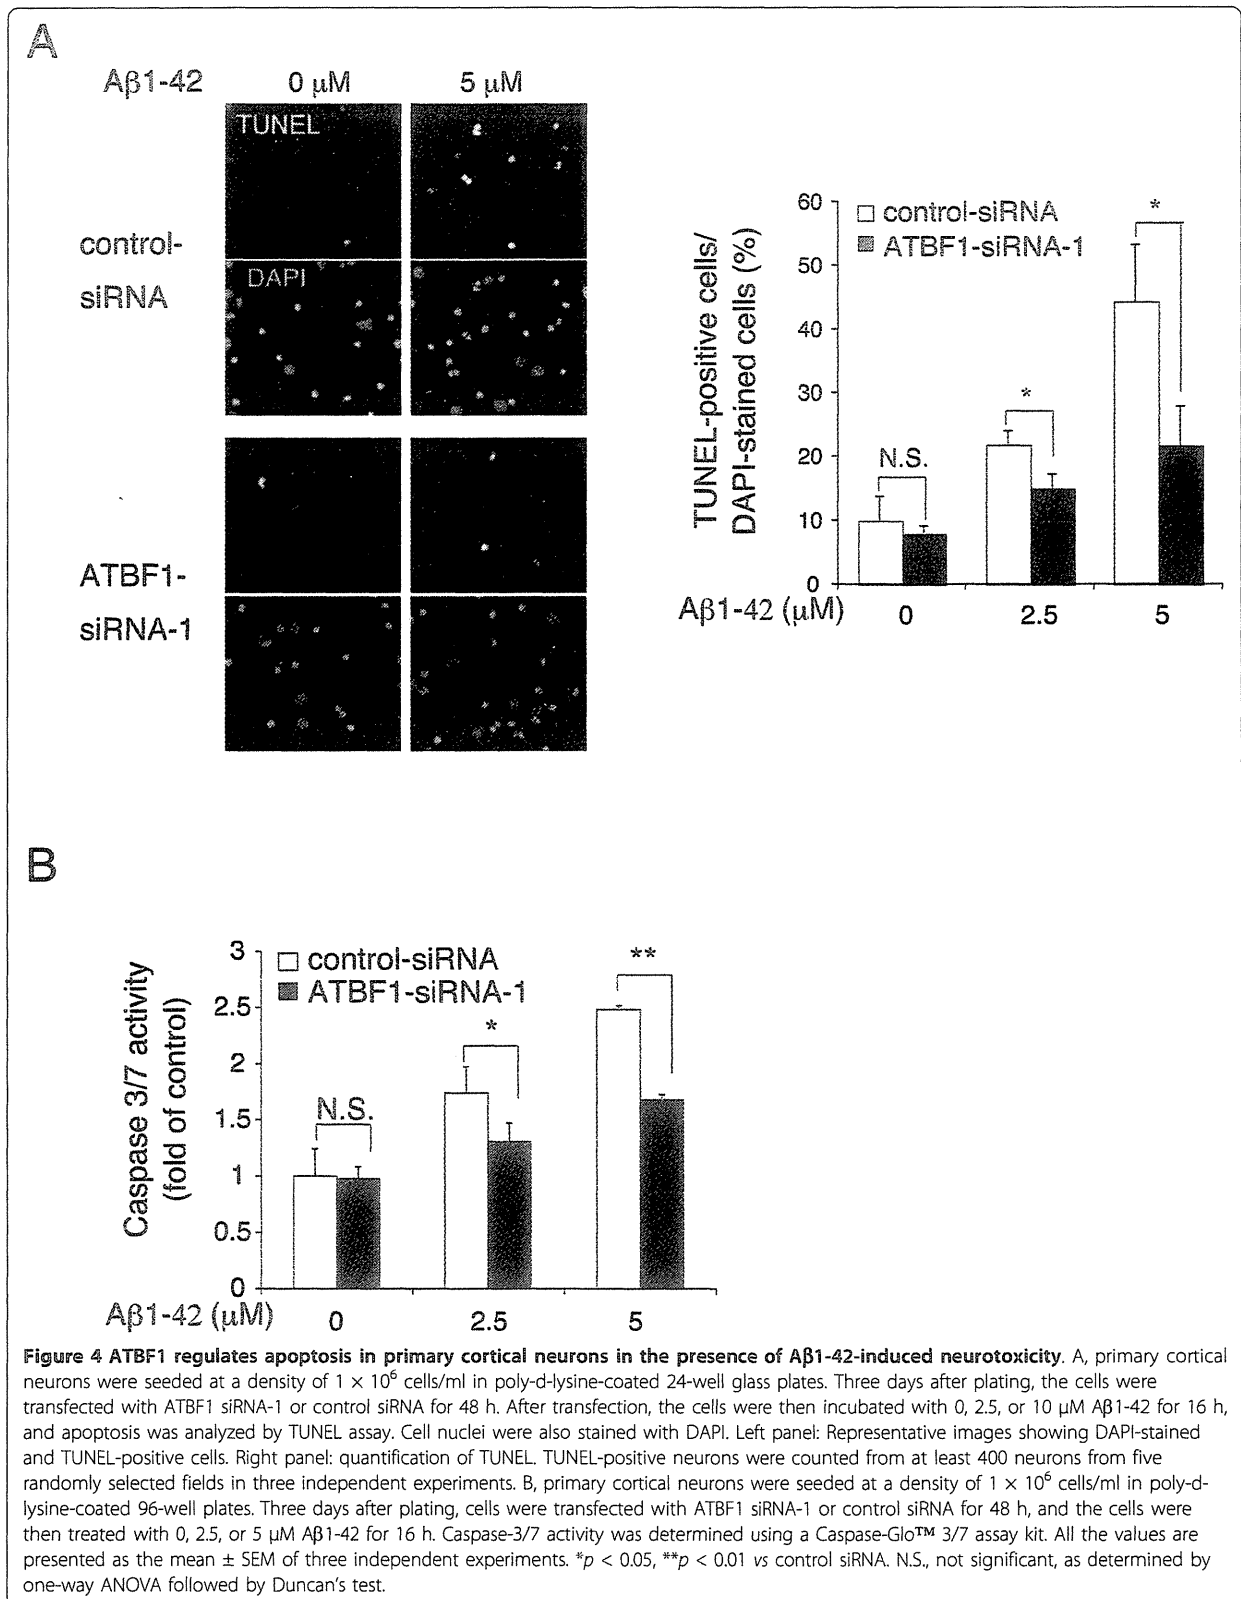 A
Aβ1-42 0 μM 5 μM
TUNEL
control-
siRNA
DAPI
ATBF1-
siRNA-1
TUNEL-positive cells/
DAPI-stained cells (%)
60
50
40
30
20
10
0
control-siRNA
ATBF1-siRNA-1
N.S.
*
*
Aβ1-42 (μM) 0 2.5 5
B
Caspase 3/7 activity
(fold of control)
3
2.5
2
1.5
1
0.5
0
control-siRNA
ATBF1-siRNA-1
N.S.
*
**
Aβ1-42 (μM) 0 2.5 5
Figure 4 ATBF1 regulates apoptosis in primary cortical neurons in the presence of Aβ1-42-induced neurotoxicity. A, primary cortical
neurons were seeded at a density of 1 × 10⁶ cells/ml in poly-d-lysine-coated 24-well glass plates. Three days after plating, the cells were
transfected with ATBF1 siRNA-1 or control siRNA for 48 h. After transfection, the cells were then incubated with 0, 2.5, or 10 μM Aβ1-42 for 16 h,
and apoptosis was analyzed by TUNEL assay. Cell nuclei were also stained with DAPI. Left panel: Representative images showing DAPI-stained
and TUNEL-positive cells. Right panel: quantification of TUNEL. TUNEL-positive neurons were counted from at least 400 neurons from five
randomly selected fields in three independent experiments. B, primary cortical neurons were seeded at a density of 1 × 10⁶ cells/ml in poly-d-
lysine-coated 96-well plates. Three days after plating, cells were transfected with ATBF1 siRNA-1 or control siRNA for 48 h, and the cells were
then treated with 0, 2.5, or 5 μM Aβ1-42 for 16 h. Caspase-3/7 activity was determined using a Caspase-Glo™ 3/7 assay kit. All the values are
presented as the mean ± SEM of three independent experiments. *p < 0.05, **p < 0.01 vs control siRNA. N.S., not significant, as determined by
one-way ANOVA followed by Duncan's test.